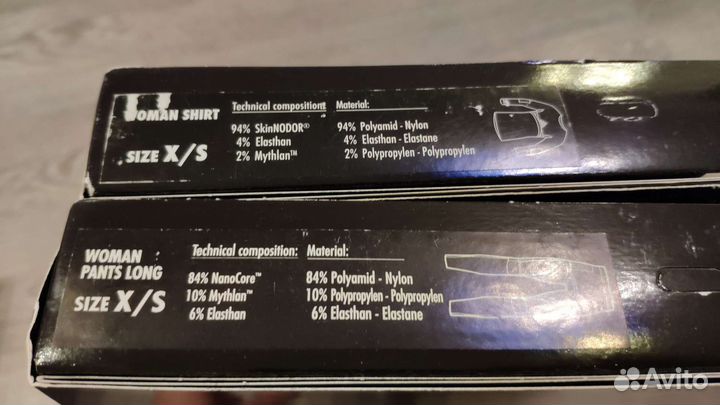 WOMAN SHIRT
SIZE X/S
Technical composition:
94% SkinNODOR®
4% Elasthan
2% Mythlan™
Material:
94% Polyamid - Nylon
4% Elasthan - Elastane
2% Polypropylen - Polypropylen
WOMAN
PANTS LONG
SIZE X/S
Technical composition:
84% NanoCore™
10% Mythlan™
6% Elasthan
Material:
84% Polyamid - Nylon
10% Polypropylen - Polypropylen
6% Elasthan - Elastane
Avito